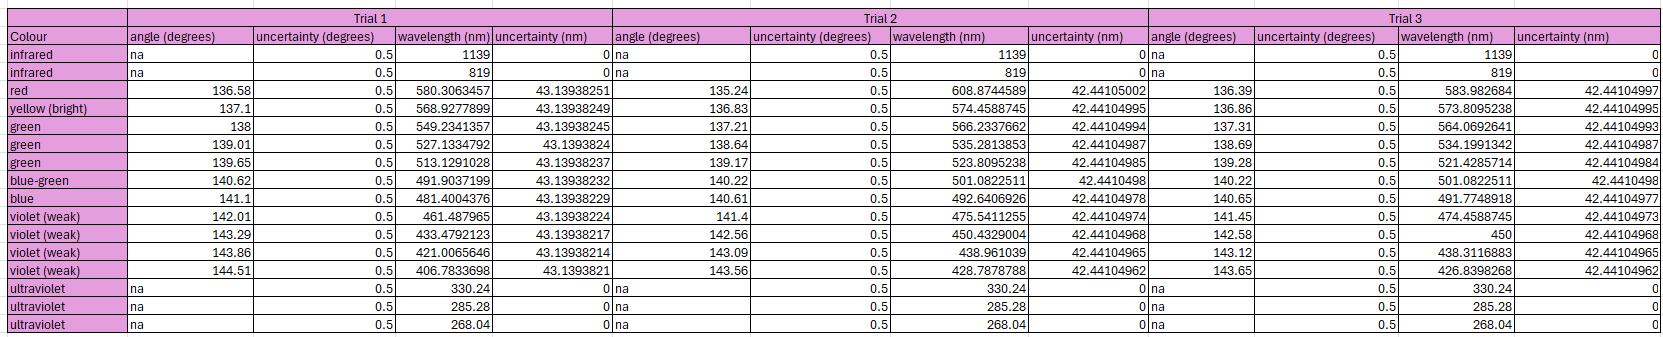 Trial 1 Trial 2 Trial 3
Colour angle (degrees) uncertainty (degrees) wavelength (nm) uncertainty (nm) angle (degrees) uncertainty (degrees) wavelength (nm) uncertainty (nm) angle (degrees) uncertainty (degrees) wavelength (nm) uncertainty (nm)
infrared na 0.5 1139 0 na 0.5 1139 0 na 0.5 1139 0
infrared na 0.5 819 0 na 0.5 819 0 na 0.5 819 0
red 136.58 0.5 580.3063457 43.13938251 135.24 0.5 608.8744589 42.44105002 136.39 0.5 583.982684 42.44104997
yellow (bright) 137.1 0.5 568.9277899 43.13938249 136.83 0.5 574.4588745 42.44104995 136.86 0.5 573.8095238 42.44104995
green 138 0.5 549.2341357 43.13938245 137.21 0.5 566.2337662 42.44104994 137.31 0.5 564.0692641 42.44104993
green 139.01 0.5 527.1334792 43.1393824 138.64 0.5 535.2813853 42.44104987 138.69 0.5 534.1991342 42.44104987
green 139.65 0.5 513.1291028 43.13938237 139.17 0.5 523.8095238 42.44104985 139.28 0.5 521.4285714 42.44104984
blue-green 140.62 0.5 491.9037199 43.13938232 140.22 0.5 501.0822511 42.4410498 140.22 0.5 501.0822511 42.4410498
blue 141.1 0.5 481.4004376 43.13938229 140.61 0.5 492.6406926 42.44104978 140.65 0.5 491.7748918 42.44104977
violet (weak) 142.01 0.5 461.487965 43.13938224 141.4 0.5 475.5411255 42.44104974 141.45 0.5 474.4588745 42.44104973
violet (weak) 143.29 0.5 433.4792123 43.13938217 142.56 0.5 450.4329004 42.44104968 142.58 0.5 450 42.44104968
violet (weak) 143.86 0.5 421.0065646 43.13938214 143.09 0.5 438.961039 42.44104965 143.12 0.5 438.3116883 42.44104965
violet (weak) 144.51 0.5 406.7833698 43.1393821 143.56 0.5 428.7878788 42.44104962 143.65 0.5 426.8398268 42.44104962
ultraviolet na 0.5 330.24 0 na 0.5 330.24 0 na 0.5 330.24 0
ultraviolet na 0.5 285.28 0 na 0.5 285.28 0 na 0.5 285.28 0
ultraviolet na 0.5 268.04 0 na 0.5 268.04 0 na 0.5 268.04 0